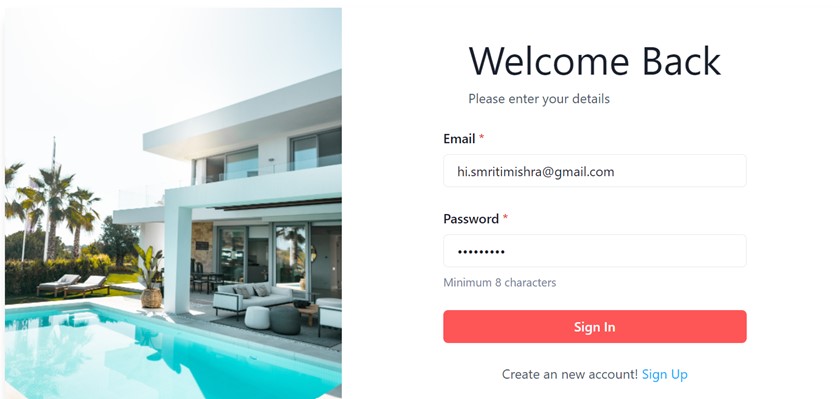 Welcome Back
Please enter your details
Email *
hi.smritimishra@gmail.com
Password *
•••••••••
Minimum 8 characters
Sign In
Create an new account! Sign Up